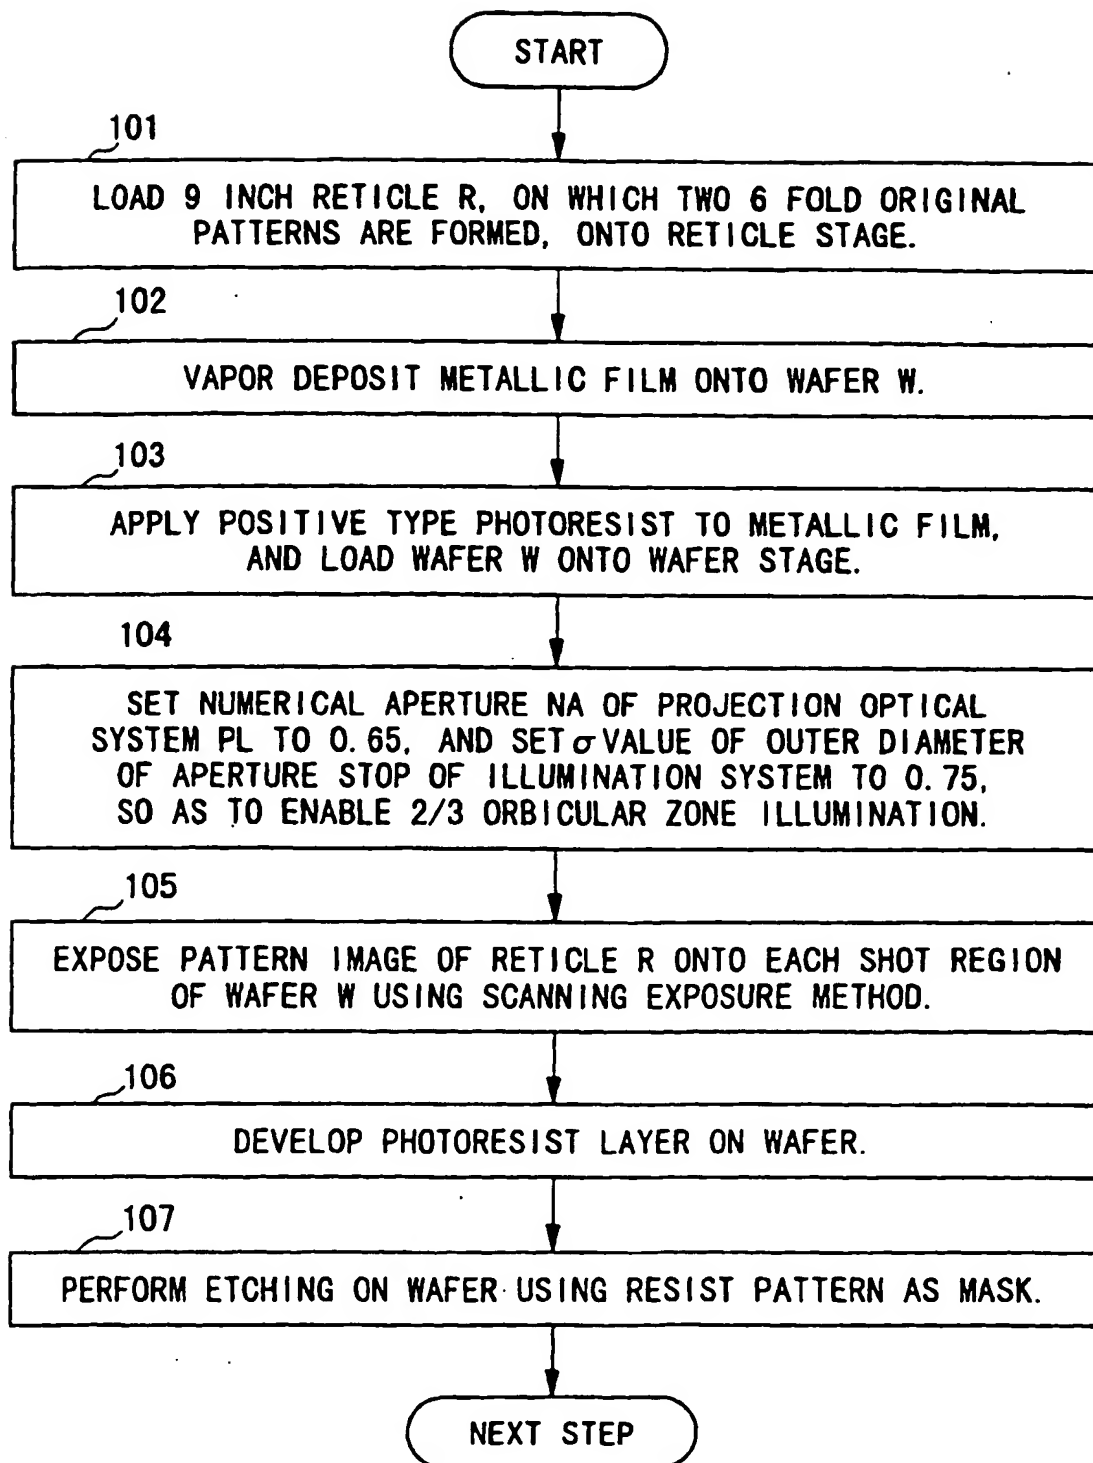 START
101
LOAD 9 INCH RETICLE R, ON WHICH TWO 6 FOLD ORIGINAL
PATTERNS ARE FORMED, ONTO RETICLE STAGE.
102
VAPOR DEPOSIT METALLIC FILM ONTO WAFER W.
103
APPLY POSITIVE TYPE PHOTORESIST TO METALLIC FILM,
AND LOAD WAFER W ONTO WAFER STAGE.
104
SET NUMERICAL APERTURE NA OF PROJECTION OPTICAL
SYSTEM PL TO 0.65, AND SET σ VALUE OF OUTER DIAMETER
OF APERTURE STOP OF ILLUMINATION SYSTEM TO 0.75,
SO AS TO ENABLE 2/3 ORBICULAR ZONE ILLUMINATION.
105
EXPOSE PATTERN IMAGE OF RETICLE R ONTO EACH SHOT REGION
OF WAFER W USING SCANNING EXPOSURE METHOD.
106
DEVELOP PHOTORESIST LAYER ON WAFER.
107
PERFORM ETCHING ON WAFER USING RESIST PATTERN AS MASK.
NEXT STEP